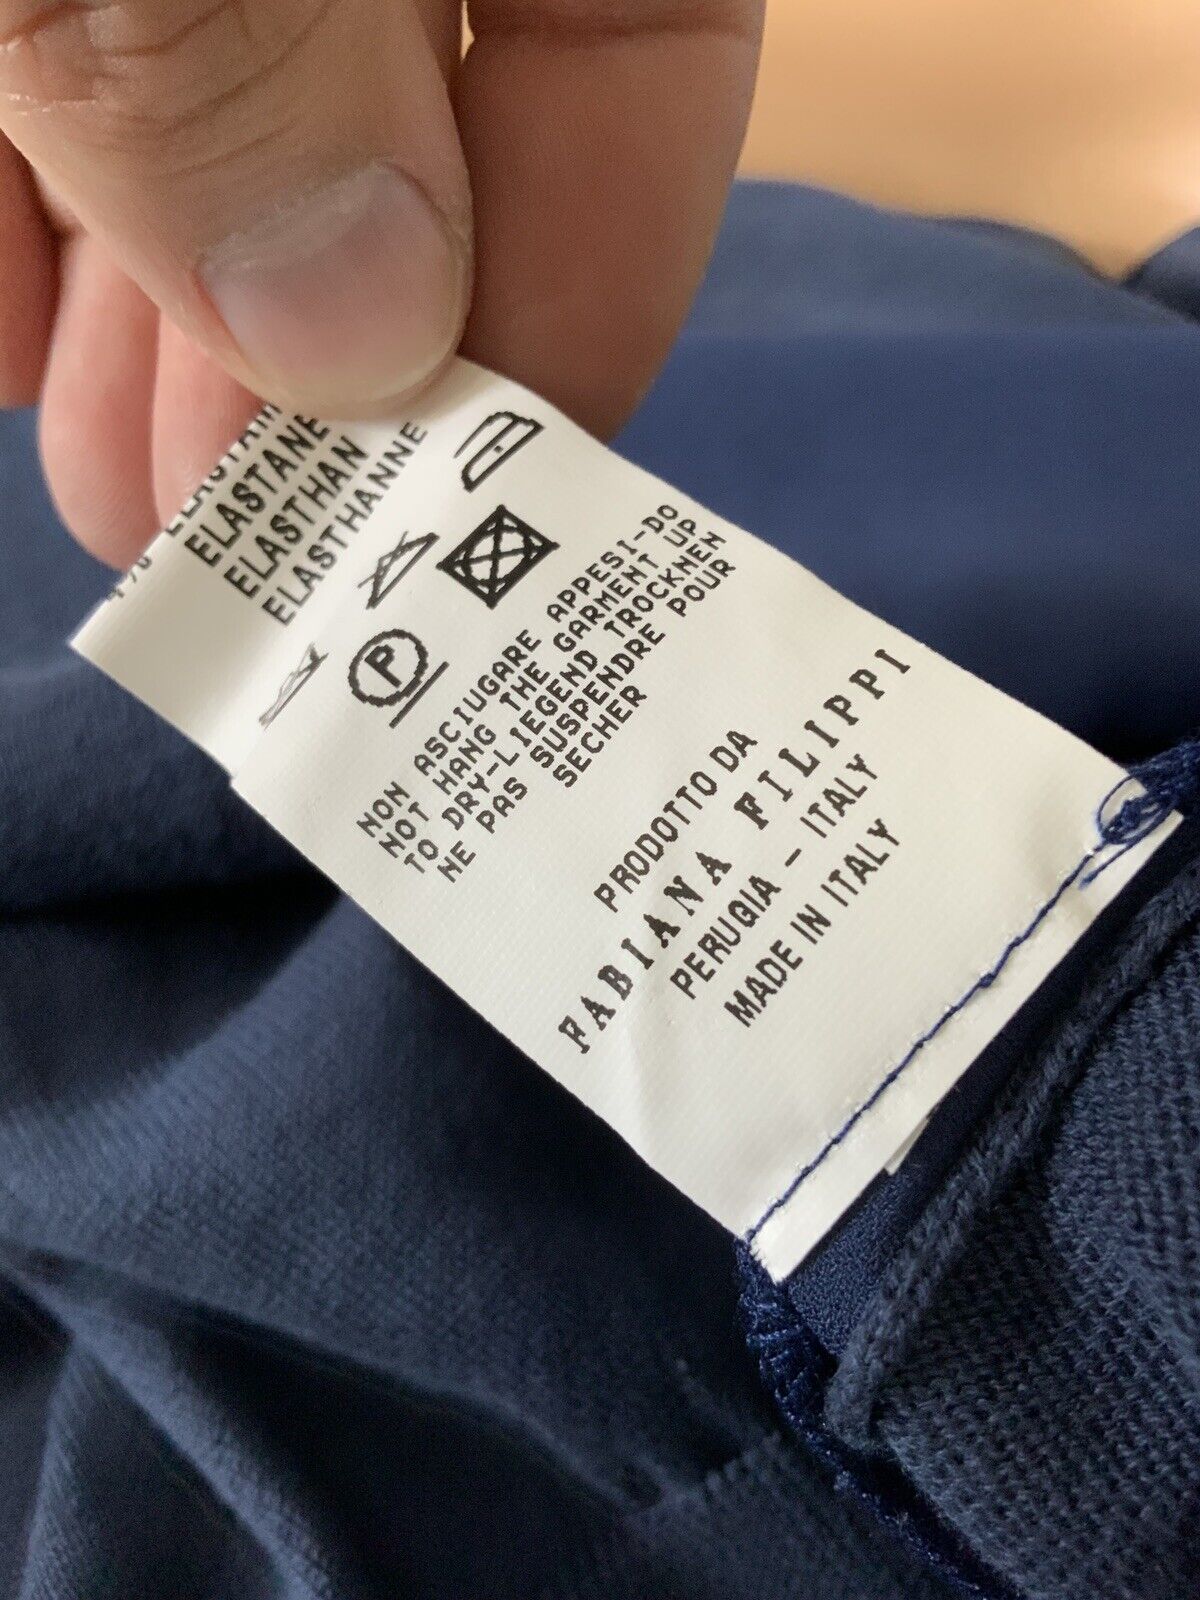 ELASTAN
ELASTANE
ELASTHAN
ELASTHANNE
P
NON ASCIUGARE APPESI-DO
NOT HANG THE GARMENT UP
TO DRY-LIEGEND TROCKNEN
NE PAS SUSPENDRE POUR
SECHER
PRODOTTO DA
FABIANA FILIPPI
PERUGIA - ITALY
MADE IN ITALY